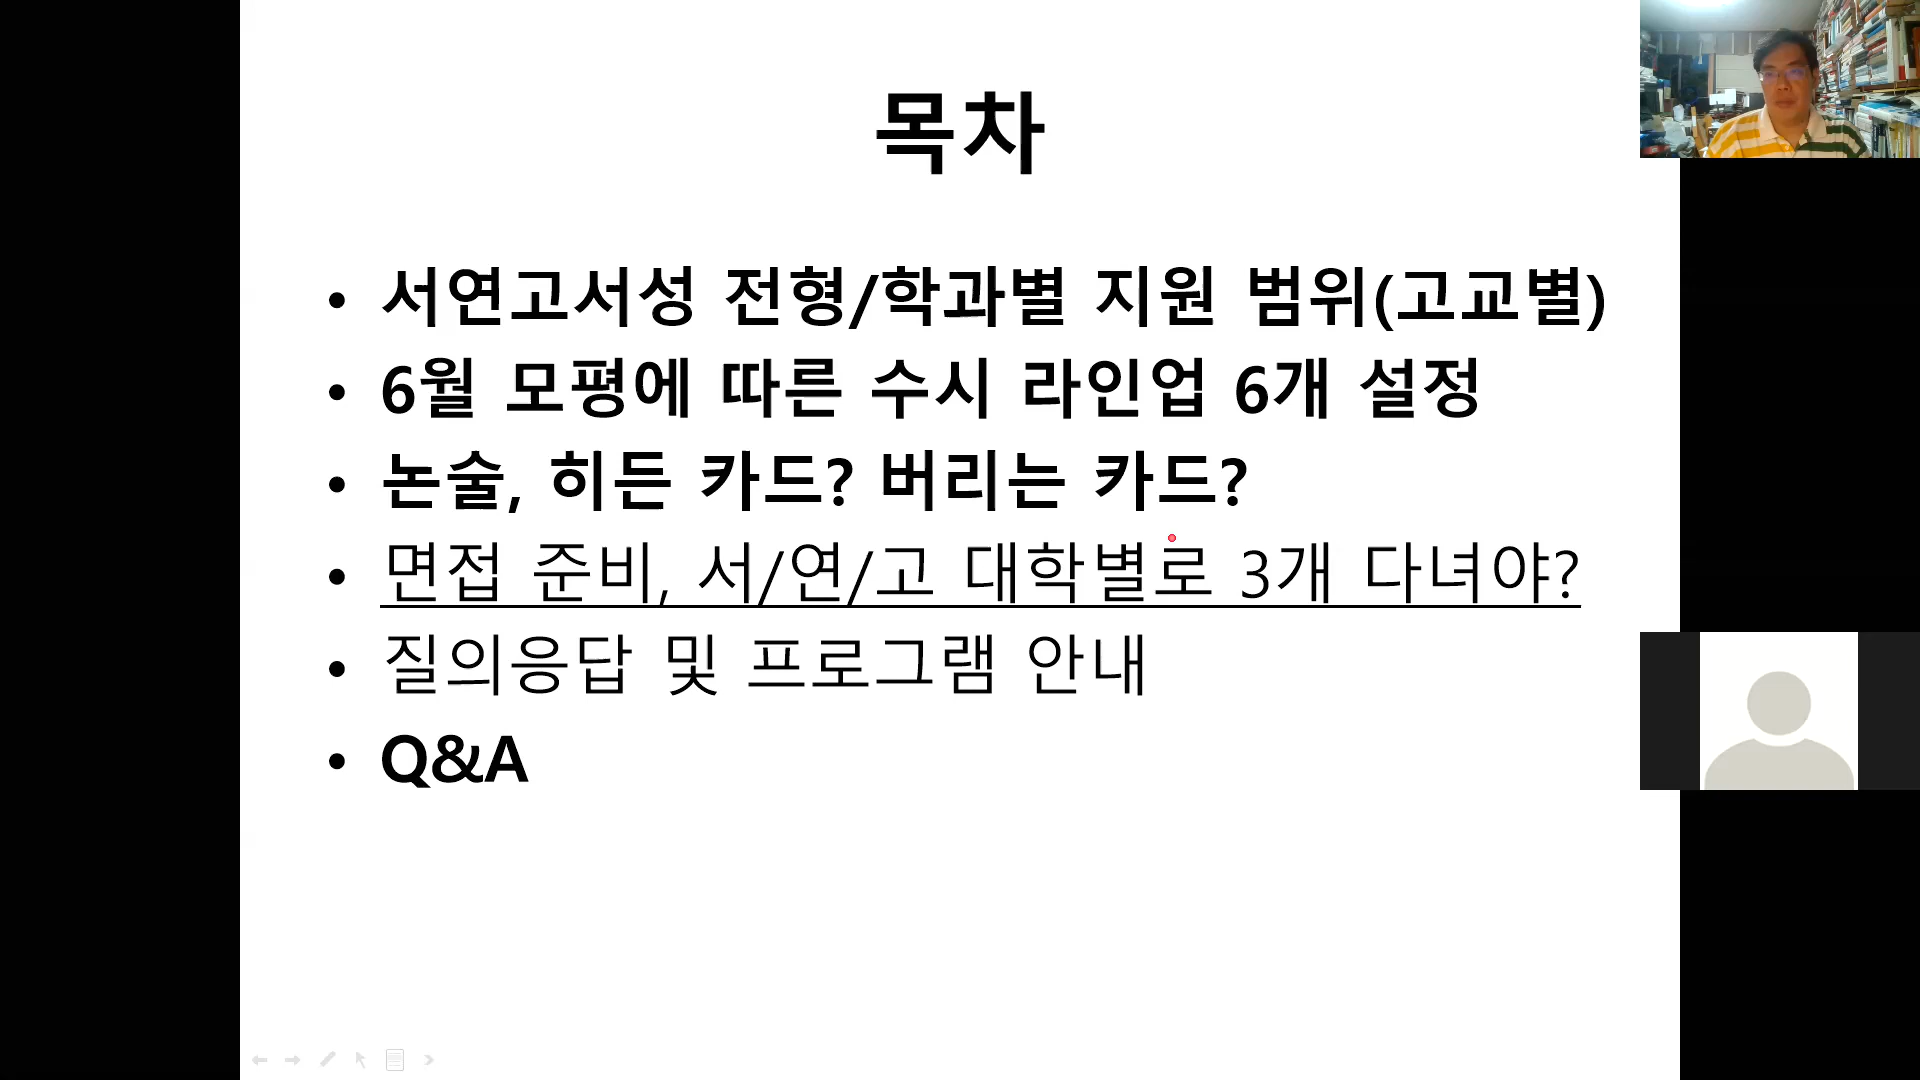 목차
• 서연고서성 전형/학과별 지원 범위(고교별)
• 6월 모평에 따른 수시 라인업 6개 설정
• 논술, 히든 카드? 버리는 카드?
• 면접 준비, 서/연/고 대학별로 3개 다녀야?
• 질의응답 및 프로그램 안내
• Q&A